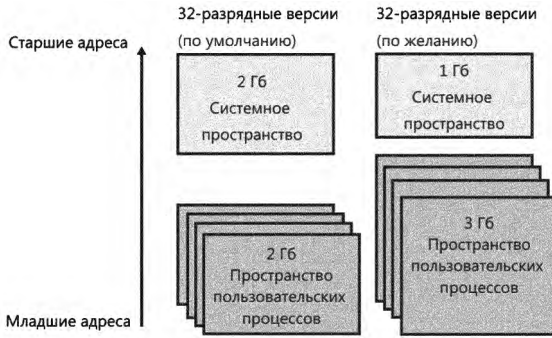 32-разрядные версии
(по умолчанию)
32-разрядные версии
(по желанию)
Старшие адреса
2 Гб
Системное
пространство
1 Гб
Системное
пространство
2 Гб
Пространство
пользовательских
процессов
3 Гб
Пространство
пользовательских
процессов
Младшие адреса